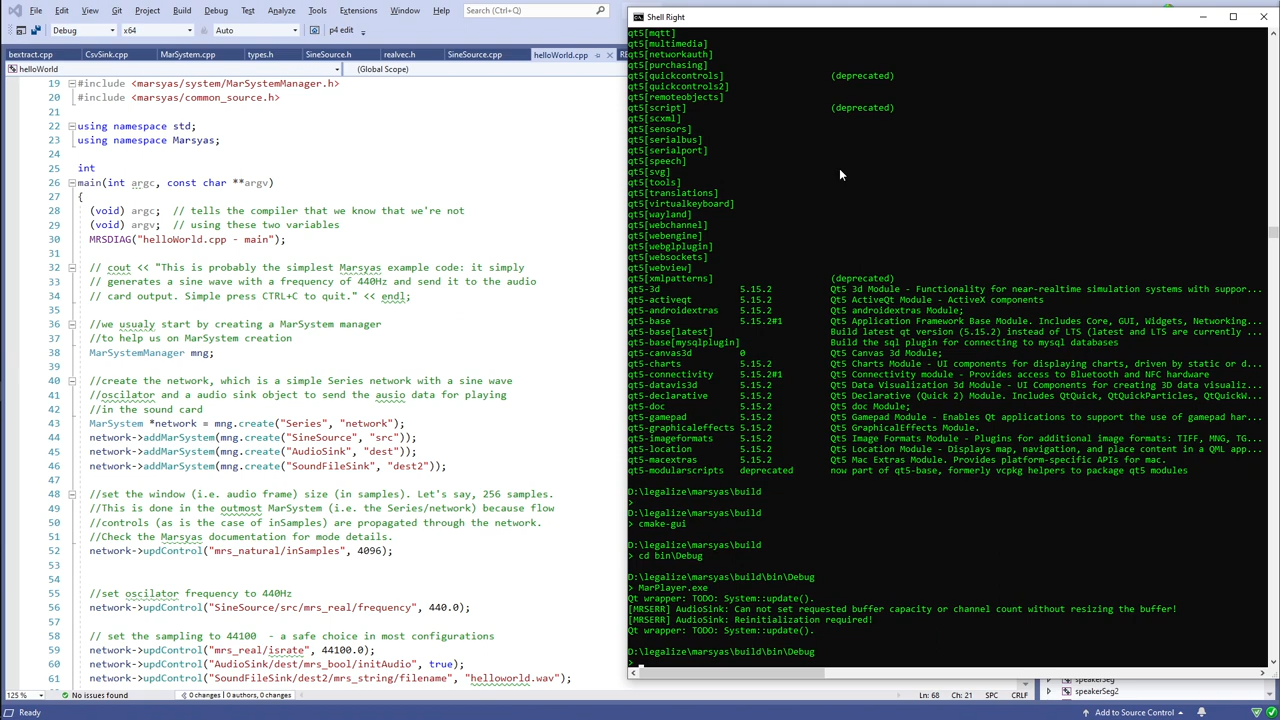 File Edit View Git Project Build Debug Test Analyze Tools Extensions Window Help Search (Ctrl+Q)
Debug x64 Auto p4 edit
bextract.cpp CsvSink.cpp MarSystem.cpp types.h SineSource.h realvec.h SineSource.cpp helloWorld.cpp
helloWorld (Global Scope)
19 #include <marsyas/system/MarSystemManager.h>
20 #include <marsyas/common_source.h>
21
22 using namespace std;
23 using namespace Marsyas;
24
25 int
26 main(int argc, const char **argv)
27 {
28 (void) argc; // tells the compiler that we know that we're not
29 (void) argv; // using these two variables
30 MRSDIAG("helloWorld.cpp - main");
31
32 // cout << "This is probably the simplest Marsyas example code: it simply
33 // generates a sine wave with a frequency of 440Hz and send it to the audio
34 // card output. Simple press CTRL+C to quit." << endl;
35
36 //we usualy start by creating a MarSystem manager
37 //to help us on MarSystem creation
38 MarSystemManager mng;
39
40 //create the network, which is a simple Series network with a sine wave
41 //oscilator and a audio sink object to send the ausio data for playing
42 //in the sound card
43 MarSystem *network = mng.create("Series", "network");
44 network->addMarSystem(mng.create("SineSource", "src"));
45 network->addMarSystem(mng.create("AudioSink", "dest"));
46 network->addMarSystem(mng.create("SoundFileSink", "dest2"));
47
48 //set the window (i.e. audio frame) size (in samples). Let's say, 256 samples.
49 //This is done in the outmost MarSystem (i.e. the Series/network) because flow
50 //controls (as is the case of inSamples) are propagated through the network.
51 //Check the Marsyas documentation for mode details.
52 network->updControl("mrs_natural/inSamples", 4096);
53
54
55 //set oscilator frequency to 440Hz
56 network->updControl("SineSource/src/mrs_real/frequency", 440.0);
57
58 // set the sampling to 44100 - a safe choice in most configurations
59 network->updControl("mrs_real/israte", 44100.0);
60 network->updControl("AudioSink/dest/mrs_bool/initAudio", true);
61 network->updControl("SoundFileSink/dest2/mrs_string/filename", "helloworld.wav");
125 % No issues found 0 changes | 0 authors, 0 changes Ln: 68 Ch: 21 SPC CRLF
Ready Add to Source Control
Shell Right
qt5[mqtt]
qt5[multimedia]
qt5[networkauth]
qt5[purchasing]
qt5[quickcontrols] (deprecated)
qt5[quickcontrols2]
qt5[remoteobjects]
qt5[script] (deprecated)
qt5[scxml]
qt5[sensors]
qt5[serialbus]
qt5[serialport]
qt5[speech]
qt5[svg]
qt5[tools]
qt5[translations]
qt5[virtualkeyboard]
qt5[wayland]
qt5[webchannel]
qt5[webengine]
qt5[webglplugin]
qt5[websockets]
qt5[webview]
qt5[xmlpatterns] (deprecated)
qt5-3d 5.15.2 Qt5 3d Module - Functionality for near-realtime simulation systems with suppor...
qt5-activeqt 5.15.2 Qt5 ActiveQt Module - ActiveX components
qt5-androidextras 5.15.2 Qt5 androidextras Module;
qt5-base 5.15.2#1 Qt5 Application Framework Base Module. Includes Core, GUI, Widgets, Networking...
qt5-base[latest] Build latest qt version (5.15.2) instead of LTS (latest and LTS are currently ...
qt5-base[mysqlplugin] Build the sql plugin for connecting to mysql databases
qt5-canvas3d 0 Qt5 Canvas 3d Module;
qt5-charts 5.15.2 Qt5 Charts Module - UI components for displaying charts, driven by static or d...
qt5-connectivity 5.15.2#1 Qt5 Connectivity module - Provides access to Bluetooth and NFC hardware
qt5-datavis3d 5.15.2 Qt5 Data Visualization 3d Module - UI Components for creating 3D data visualiz...
qt5-declarative 5.15.2 Qt5 Declarative (Quick 2) Module. Includes QtQuick, QtQuickParticles, QtQuickW...
qt5-doc 5.15.2 Qt5 doc Module;
qt5-gamepad 5.15.2 Qt5 Gamepad Module - Enables Qt applications to support the use of gamepad har...
qt5-graphicaleffects 5.15.2 Qt5 GraphicalEffects Module.
qt5-imageformats 5.15.2 Qt5 Image Formats Module - Plugins for additional image formats: TIFF, MNG, TG...
qt5-location 5.15.2 Qt5 Location Module - Displays map, navigation, and place content in a QML app...
qt5-macextras 5.15.2 Qt5 Mac Extras Module. Provides platform-specific APIs for mac.
qt5-modularscripts deprecated now part of qt5-base, formerly vcpkg helpers to package qt5 modules
D:\legalize\marsyas\build
>
D:\legalize\marsyas\build
> cmake-gui
D:\legalize\marsyas\build
> cd bin\Debug
D:\legalize\marsyas\build\bin\Debug
> MarPlayer.exe
Qt wrapper: TODO: System::update().
[MRSERR] AudioSink: Can not set requested buffer capacity or channel count without resizing the buffer!
[MRSERR] AudioSink: Reinitialization required!
Qt wrapper: TODO: System::update().
D:\legalize\marsyas\build\bin\Debug
>
speakerSeg
speakerSeg2